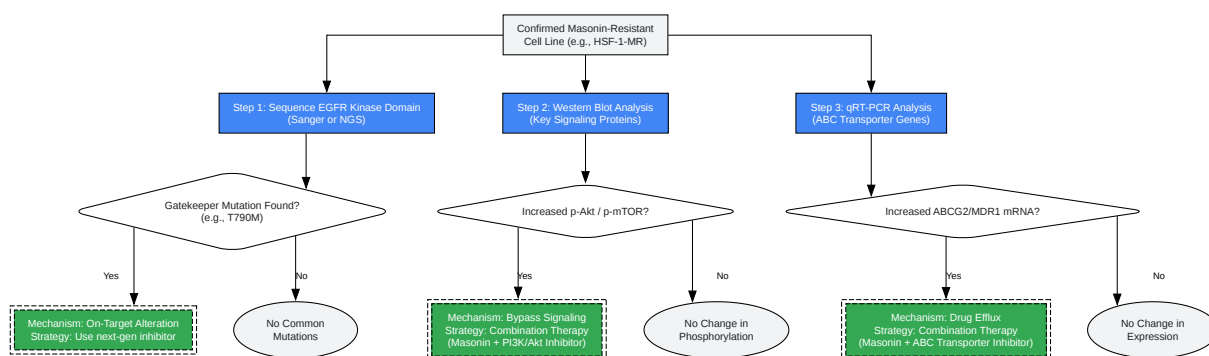 Confirmed Masonin-Resistant
Cell Line (e.g., HSF-1-MR)
Step 1: Sequence EGFR Kinase Domain
(Sanger or NGS)
Step 2: Western Blot Analysis
(Key Signaling Proteins)
Step 3: qRT-PCR Analysis
(ABC Transporter Genes)
Gatekeeper Mutation Found?
(e.g., T790M)
Increased p-Akt / p-mTOR?
Increased ABCG2/MDR1 mRNA?
Yes
No
Yes
No
Yes
No
Mechanism: On-Target Alteration
Strategy: Use next-gen inhibitor
No Common
Mutations
Mechanism: Bypass Signaling
Strategy: Combination Therapy
(Masonin + PI3K/Akt Inhibitor)
No Change in
Phosphorylation
Mechanism: Drug Efflux
Strategy: Combination Therapy
(Masonin + ABC Transporter Inhibitor)
No Change in
Expression